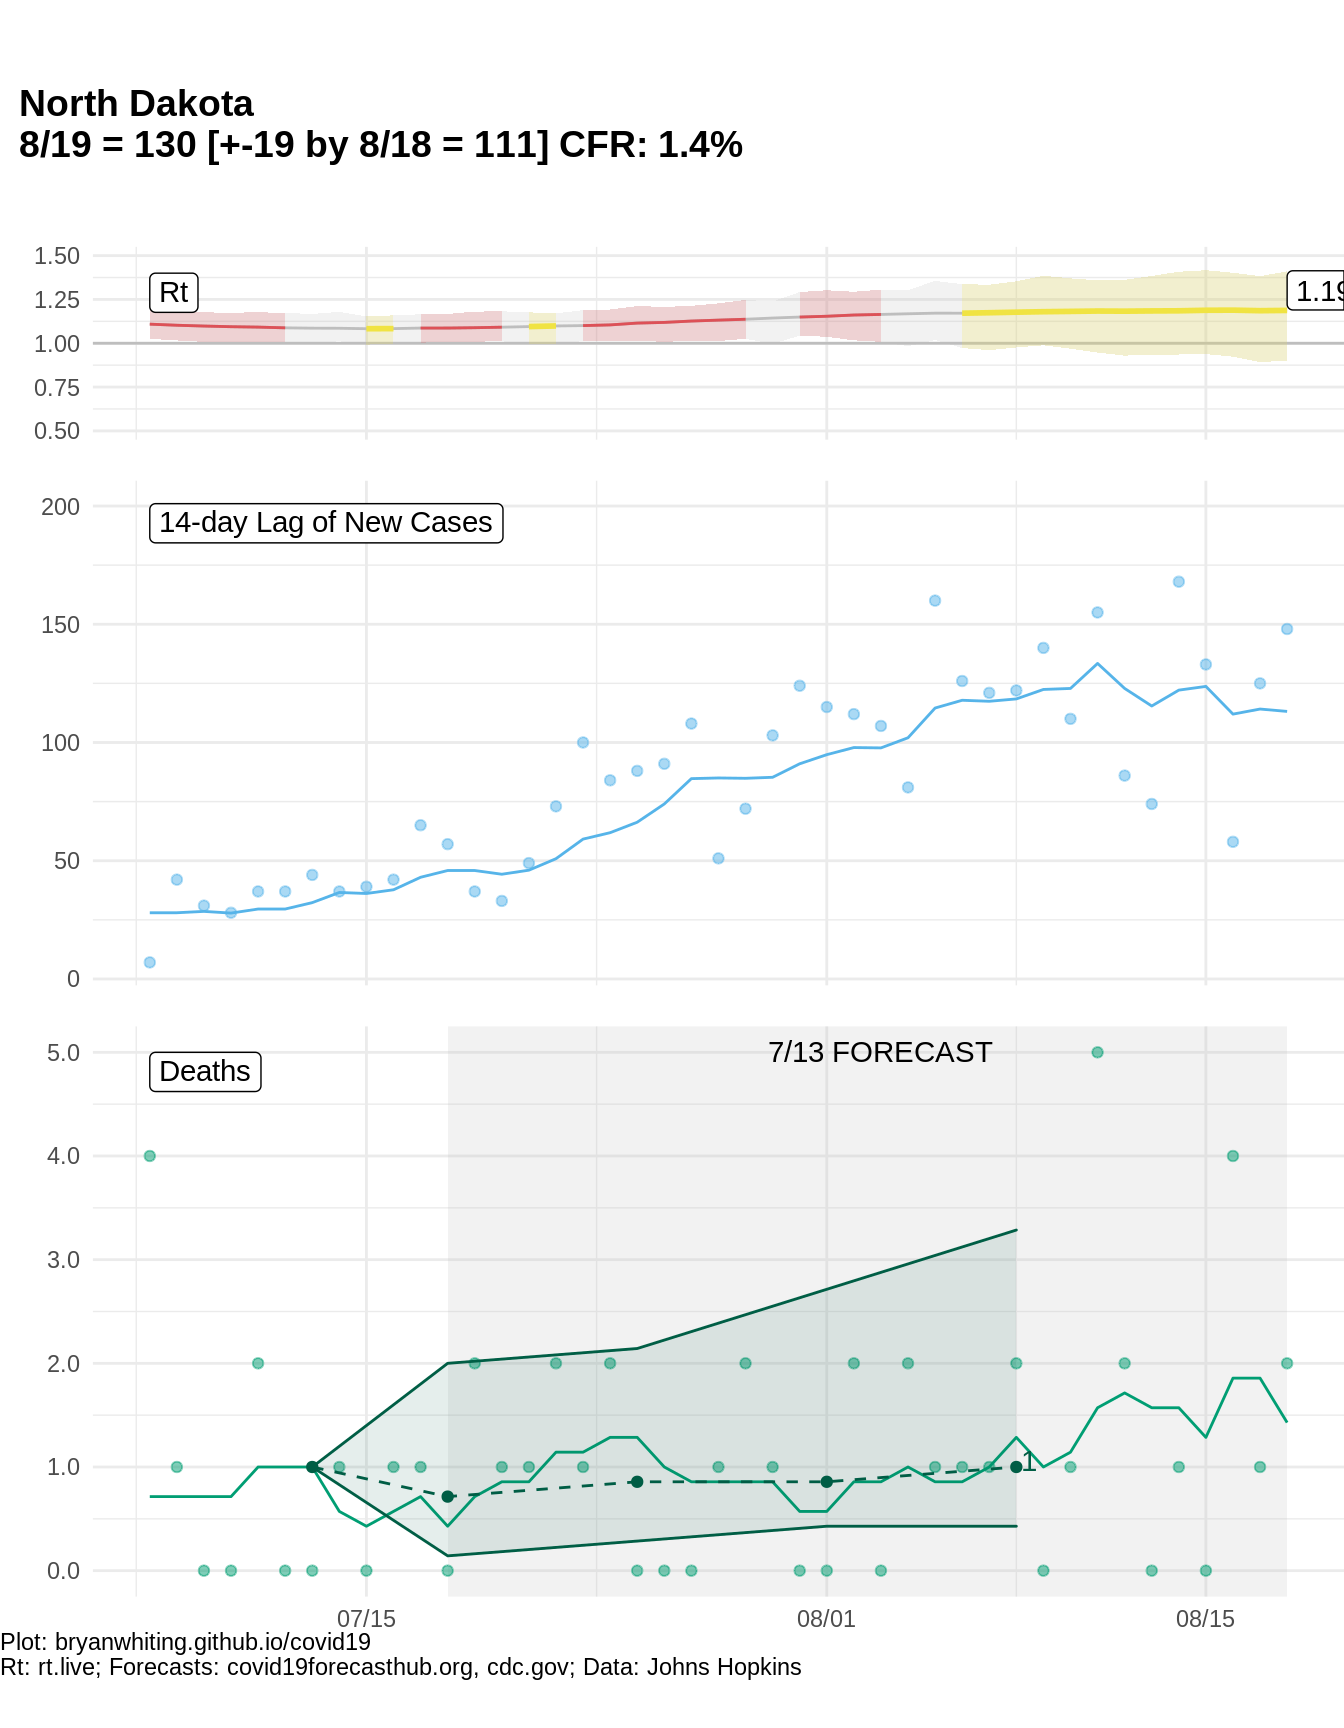 North Dakota
8/19 = 130 [+-19 by 8/18 = 111] CFR: 1.4%
1.50
1.25
1.00
0.75
0.50
Rt
1.19
200
150
100
50
0
14-day Lag of New Cases
5.0
4.0
3.0
2.0
1.0
0.0
Deaths
7/13 FORECAST
1
07/15
08/01
08/15
Plot: bryanwhiting.github.io/covid19
Rt: rt.live; Forecasts: covid19forecasthub.org, cdc.gov; Data: Johns Hopkins